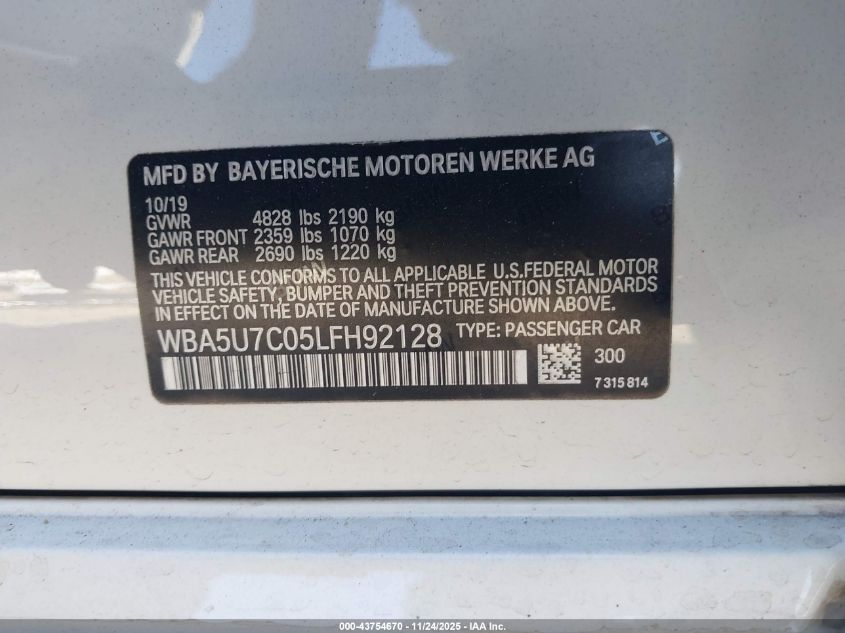 MFD BY BAYERISCHE MOTOREN WERKE AG
10/19
GVWR 4828 lbs 2190 kg
GAWR FRONT 2359 lbs 1070 kg
GAWR REAR 2690 lbs 1220 kg
THIS VEHICLE CONFORMS TO ALL APPLICABLE U.S.FEDERAL MOTOR
VEHICLE SAFETY, BUMPER AND THEFT PREVENTION STANDARDS
IN EFFECT ON THE DATE OF MANUFACTURE SHOWN ABOVE.
WBA5U7C05LFH92128 TYPE: PASSENGER CAR
300
7 315 814
000-43754670 - 11/24/2025 - IAA Inc.